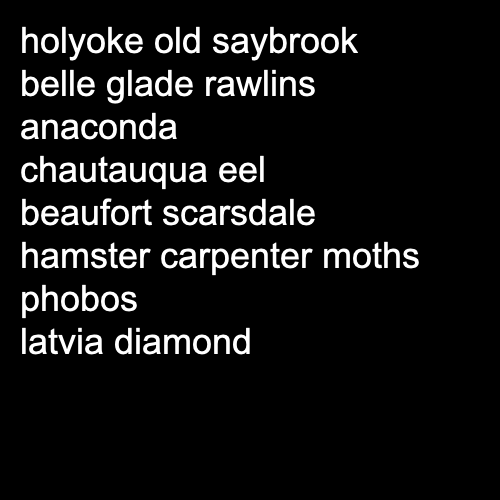 holyoke old saybrook
belle glade rawlins
anaconda
chautauqua eel
beaufort scarsdale
hamster carpenter moths
phobos
latvia diamond